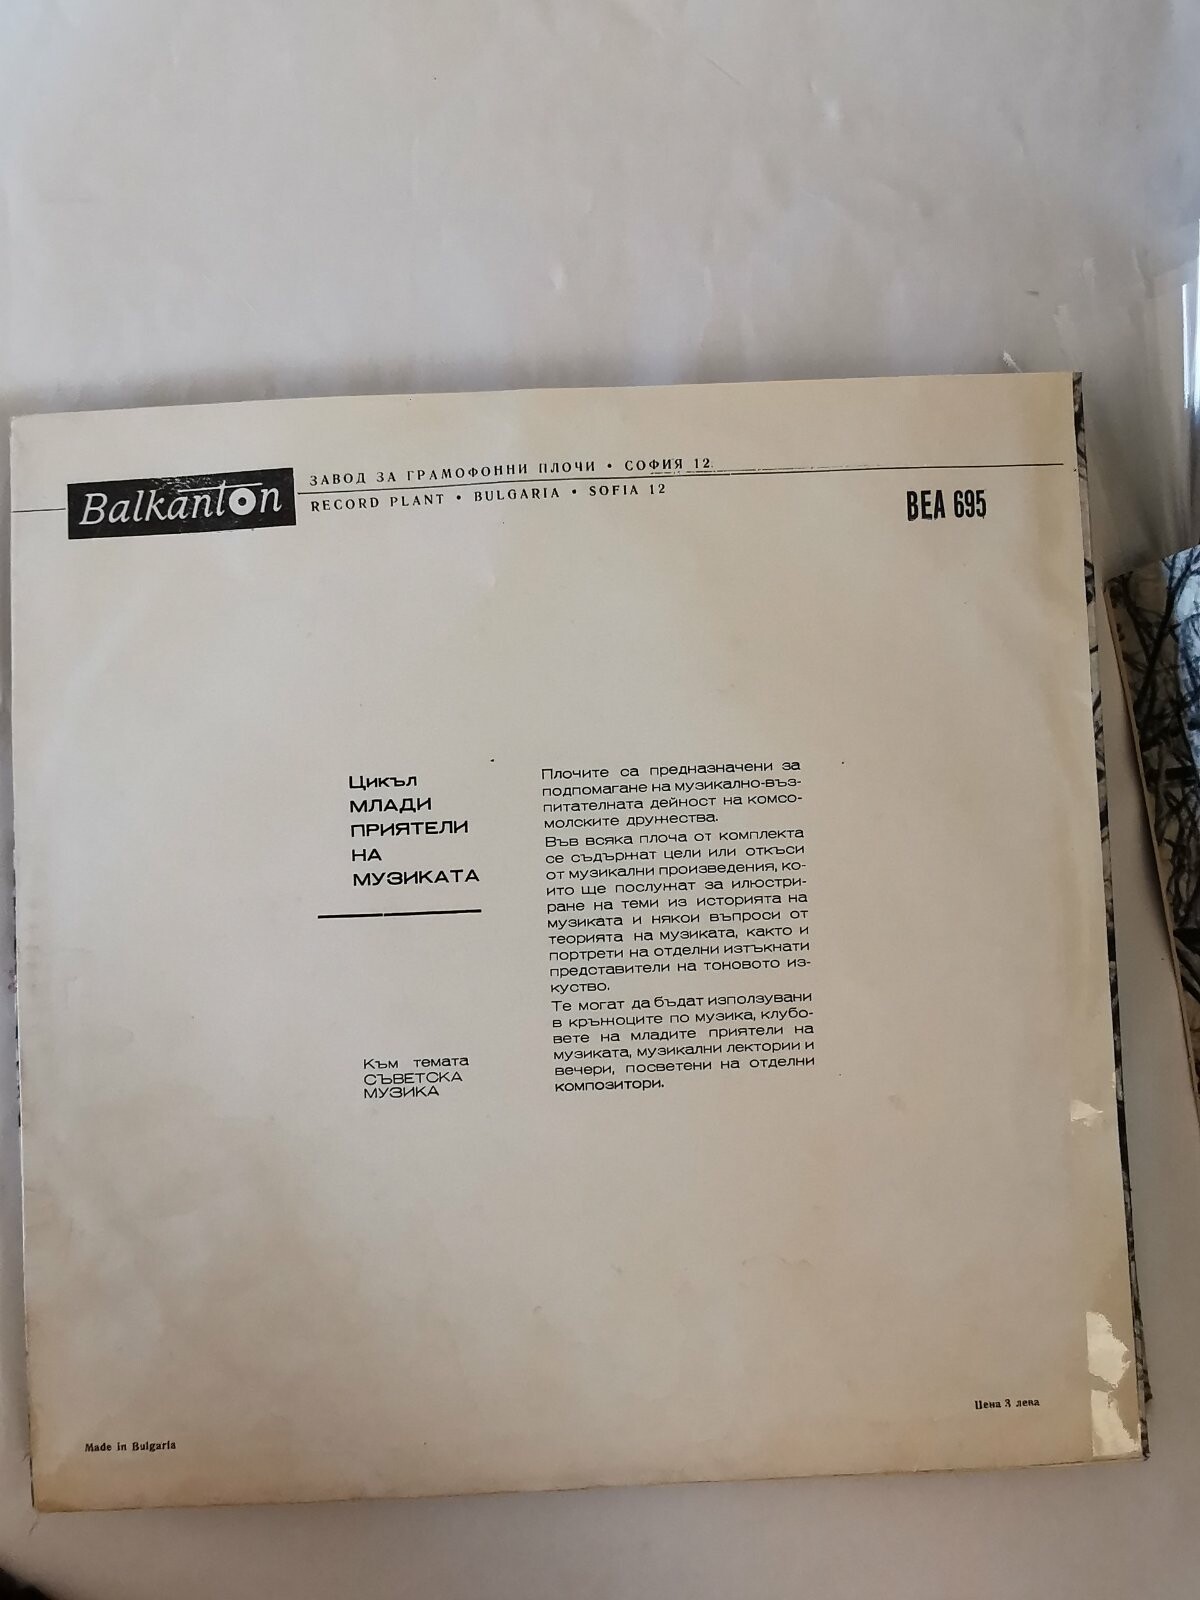 Balkanton
ЗАВОД ЗА ГРАМОФОННИ ПЛОЧИ • СОФИЯ 12
RECORD PLANT • BULGARIA • SOFIA 12
ВЕА 695
Цикъл
МЛАДИ
ПРИЯТЕЛИ
НА
МУЗИКАТА
Към темата
СЪВЕТСКА
МУЗИКА
Плочите са предназначени за
подпомагане на музикално-въз-
питателната дейност на комсо-
молските дружества.
Във всяка плоча от комплекта
се съдържат цели или откъси
от музикални произведения, ко-
ито ще послужат за илюстри-
ране на теми из историята на
музиката и някои въпроси от
теорията на музиката, както и
портрети на отделни изтъкнати
представители на тоновото из-
куство.
Те могат да бъдат използувани
в кръжоците по музика, клубо-
вете на младите приятели на
музиката, музикални лектории и
вечери, посветени на отделни
композитори.
Made in Bulgaria
Цена 3 лева